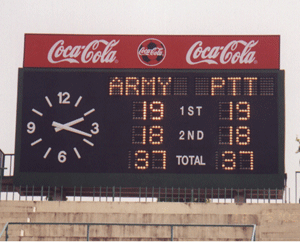 Coca-Cola Coca-Cola Coca-Cola
ARMY PTT
19 1ST 19
18 2ND 18
37 TOTAL 37
12
9 3
6